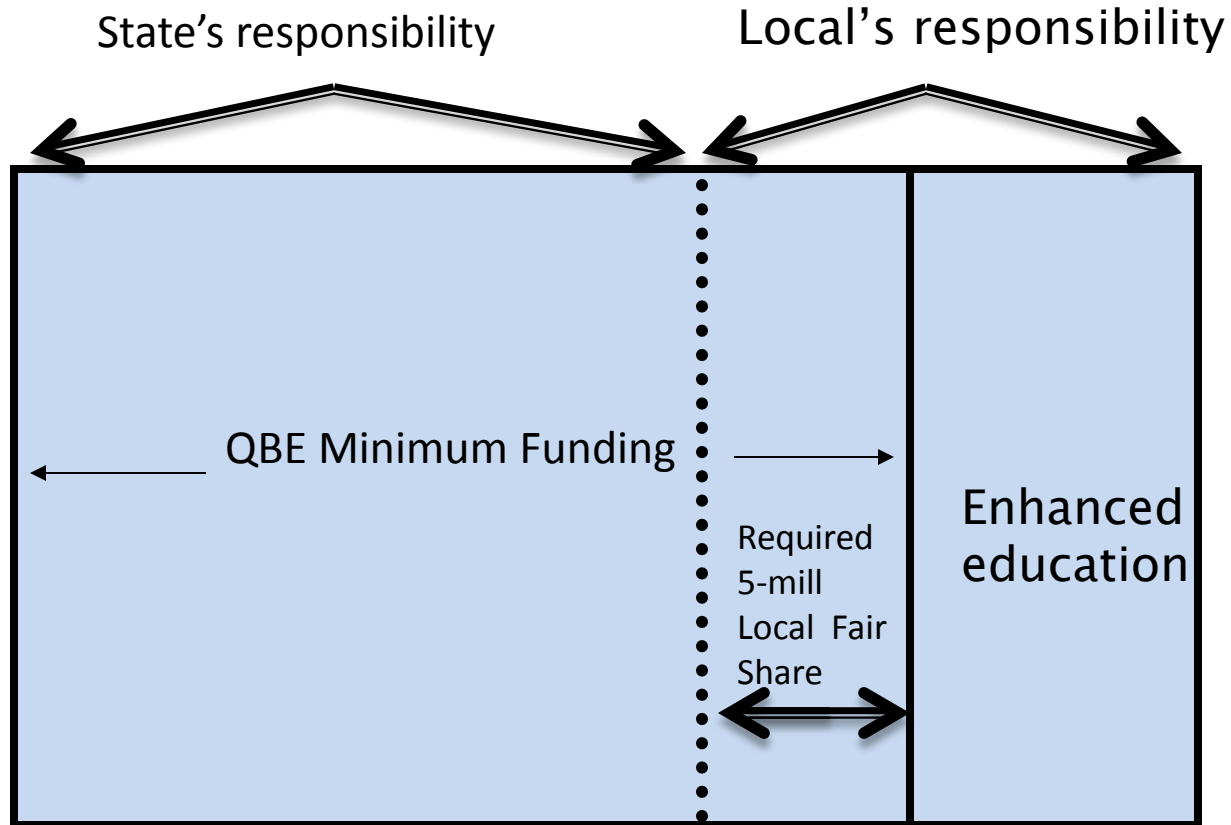 State’s responsibility
Local’s responsibility
QBE Minimum Funding
Required
5-mill
Local Fair
Share
Enhanced
education